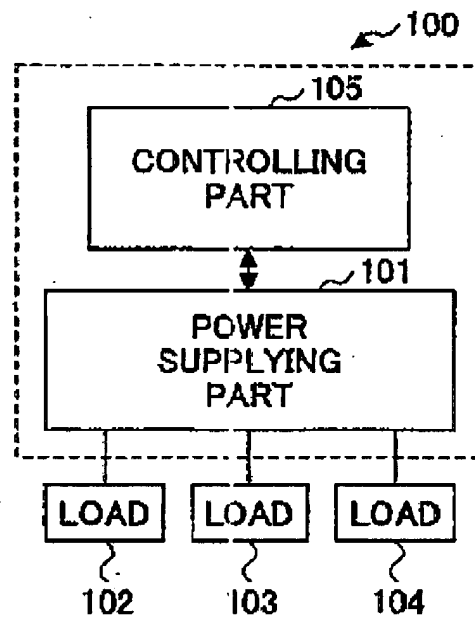 100
105
CONTROLLING
PART
101
POWER
SUPPLYING
PART
LOAD LOAD LOAD
102 103 104